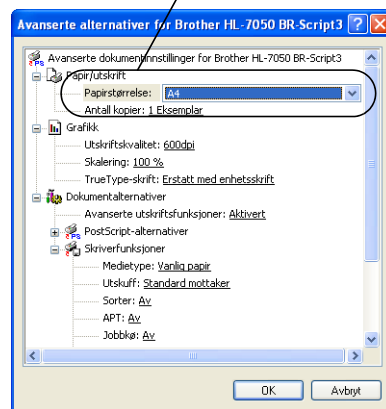 Avanserte alternativer for Brother HL-7050 BR-Script3
Avanserte dokumentinnstillinger for Brother HL-7050 BR-Script3
Papir/utskrift
Papirstørrelse: A4
Antall kopier: 1 Eksemplar
Grafikk
Utskriftskvalitet: 600dpi
Skalering: 100 %
TrueType-skrift: Erstatt med enhetsskrift
Dokumentalternativer
Avanserte utskriftsfunksjoner: Aktivert
PostScript-alternativer
Skriverfunksjoner
Medietype: Vanlig papir
Utskuff: Standard mottaker
Sorter: Av
APT: Av
Jobbkø: Av
OK Avbryt